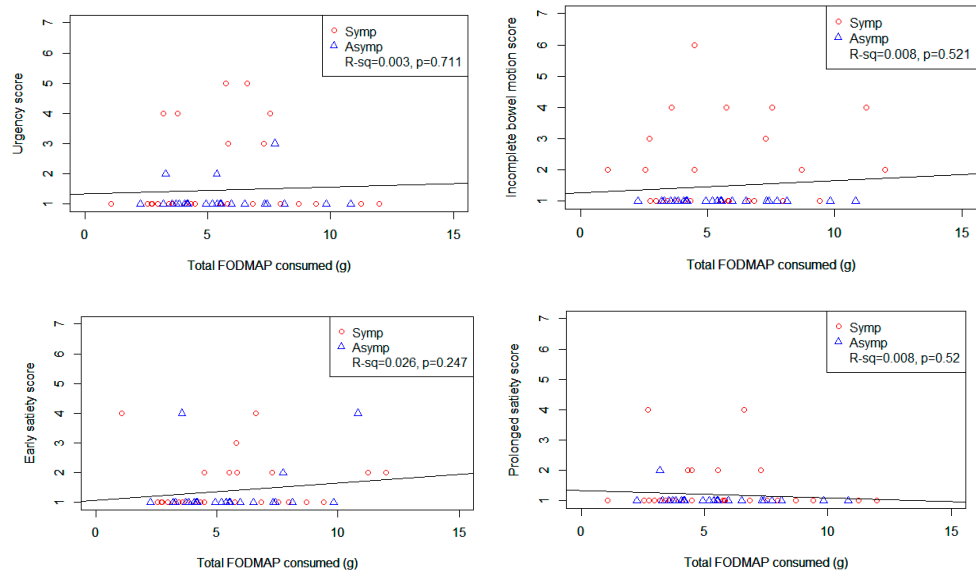 Urgency score
7
6
5
4
3
2
1
Symp
Asymp
R-sq=0.003, p=0.711
0 5 10 15
Total FODMAP consumed (g)
Incomplete bowel motion score
7
6
5
4
3
2
1
Symp
Asymp
R-sq=0.008, p=0.521
0 5 10 15
Total FODMAP consumed (g)
Early satiety score
7
6
5
4
3
2
1
Symp
Asymp
R-sq=0.026, p=0.247
0 5 10 15
Total FODMAP consumed (g)
Prolonged satiety score
7
6
5
4
3
2
1
Symp
Asymp
R-sq=0.008, p=0.52
0 5 10 15
Total FODMAP consumed (g)